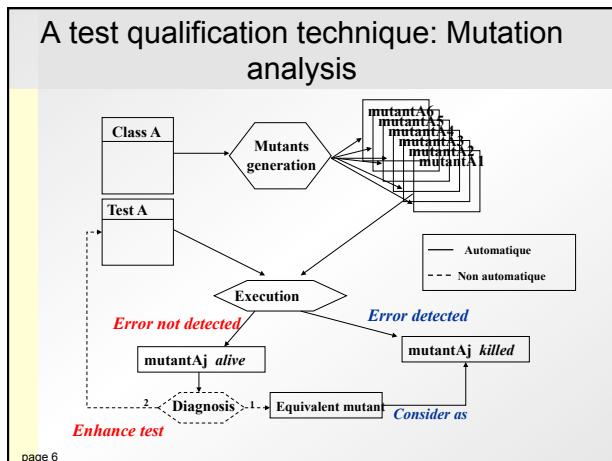 A test qualification technique: Mutation
analysis
Class A
Mutants
generation
mutantA6
mutantA5
mutantA4
mutantA3
mutantA2
mutantA1
Test A
Automatique
Non automatique
Execution
Error not detected
Error detected
mutantAj alive
mutantAj killed
2
Diagnosis
1
Equivalent mutant
Consider as
Enhance test
page 6